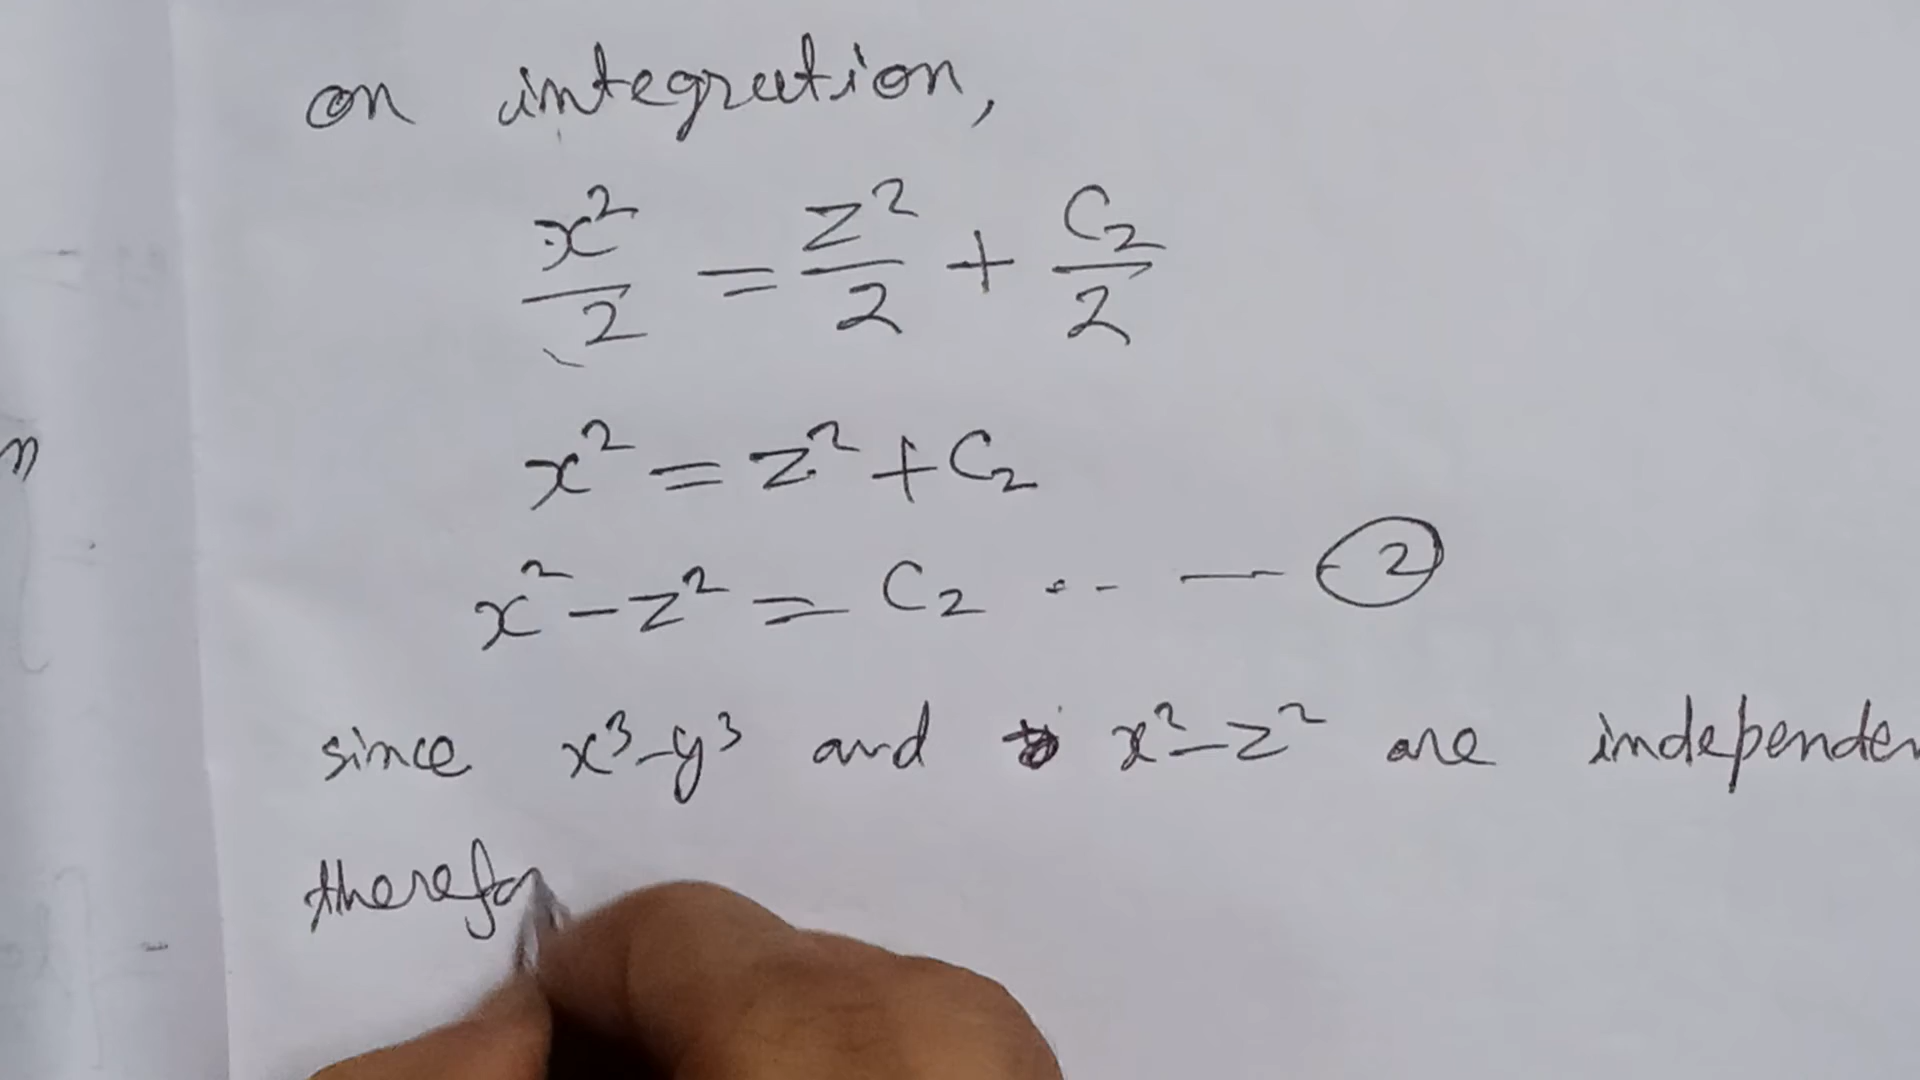 on integration,
x²/2 = z²/2 + C₂/2
x² = z² + C₂
x² - z² = C₂ -- — ②
since x³-y³ and x²-z² are independen
therefo